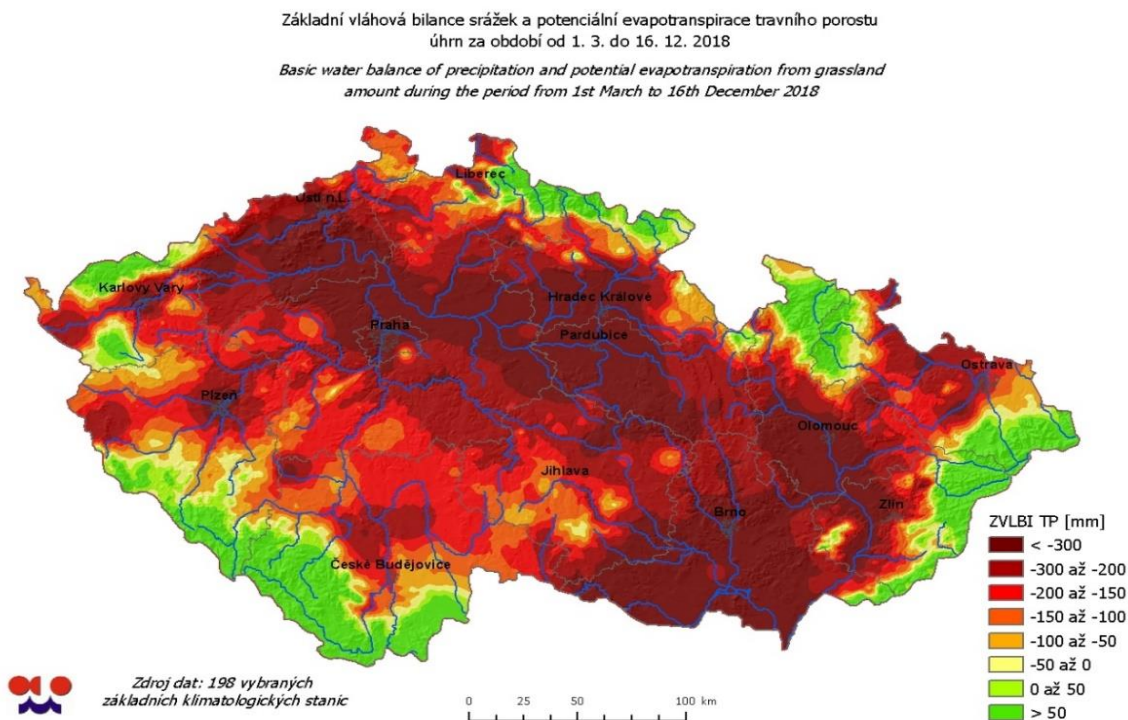 Základní vláhová bilance srážek a potenciální evapotranspirace travního porostu
úhrn za období od 1. 3. do 16. 12. 2018
Basic water balance of precipitation and potential evapotranspiration from grassland
amount during the period from 1st March to 16th December 2018
Liberec
Ústí n.L.
Karlovy Vary
Hradec Králové
Praha
Pardubice
Ostrava
Plzeň
Olomouc
Jihlava
Zlín
Brno
České Budějovice
ZVLBI TP [mm]
< -300
-300 až -200
-200 až -150
-150 až -100
-100 až -50
-50 až 0
0 až 50
> 50
Zdroj dat: 198 vybraných
základních klimatologických stanic
0 25 50 100 km